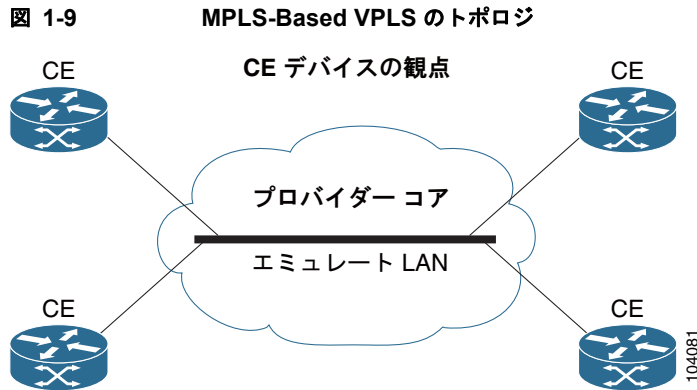 図 1-9 MPLS-Based VPLS のトポロジ
CE デバイスの観点
CE
CE
プロバイダー コア
エミュレート LAN
CE
CE
104081